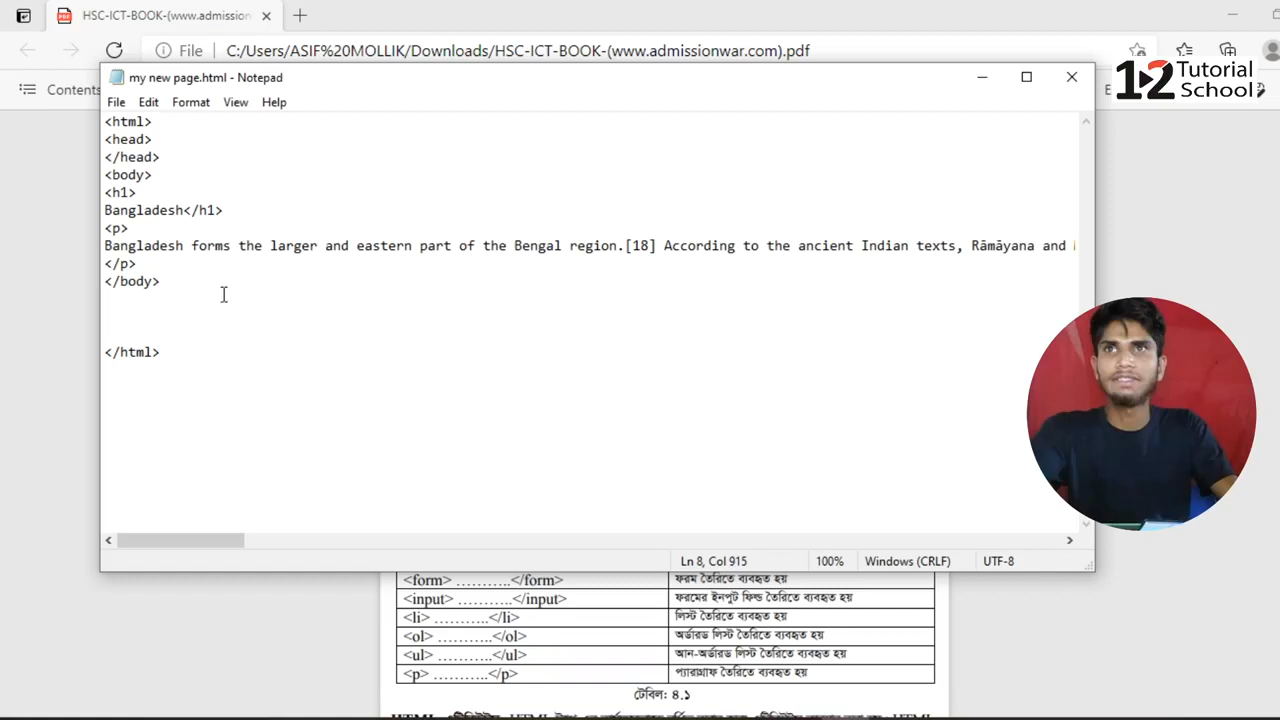 HSC-ICT-BOOK-(www.admission
File C:/Users/ASIF%20MOLLIK/Downloads/HSC-ICT-BOOK-(www.admissionwar.com).pdf
Contents
12 Tutorial School
my new page.html - Notepad
File Edit Format View Help
<html>
<head>
</head>
<body>
<h1>
Bangladesh</h1>
<p>
Bangladesh forms the larger and eastern part of the Bengal region.[18] According to the ancient Indian texts, Rāmāyana and
</p>
</body>
</html>
Ln 8, Col 915 100% Windows (CRLF) UTF-8
<form> ………..</form> ফরম তৈরিতে ব্যবহৃত হয়
<input> ………..</input> ফরমের ইনপুট ফিল্ড তৈরিতে ব্যবহৃত হয়
<li> ………..</li> লিস্ট তৈরিতে ব্যবহৃত হয়
<ol> ………..</ol> অর্ডারড লিস্ট তৈরিতে ব্যবহৃত হয়
<ul> ………..</ul> আন-অর্ডারড লিস্ট তৈরিতে ব্যবহৃত হয়
<p> ………..</p> প্যারাগ্রাফ তৈরিতে ব্যবহৃত হয়
টেবিল: ৪.১